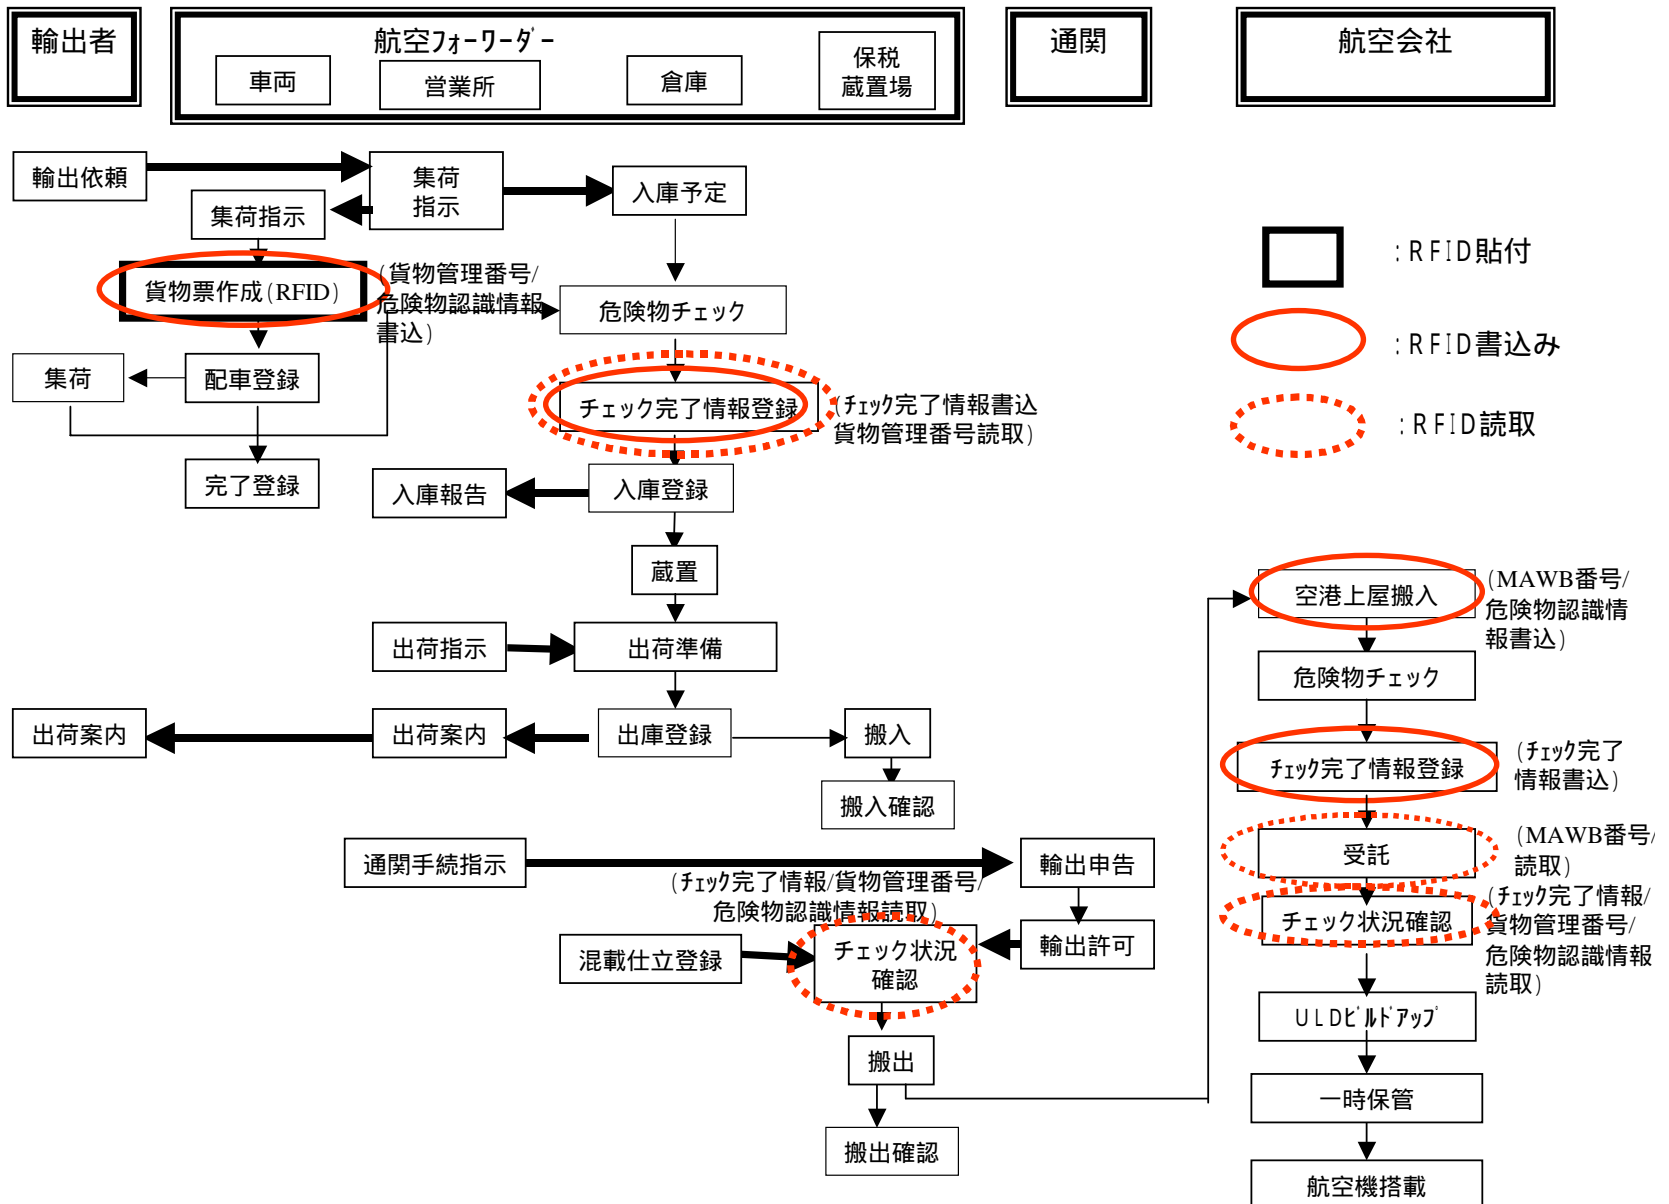 輸出者
航空フォーワーダー
通関
航空会社
車両
営業所
倉庫
保税
蔵置場
輸出依頼
集荷
指示
入庫予定
集荷指示
貨物票作成(RFID)
(貨物管理番号/
危険物認識情報
書込)
危険物チェック
:RFID貼付
:RFID書込み
:RFID読取
集荷
配車登録
チェック完了情報登録
(チェック完了情報書込
貨物管理番号読取)
完了登録
入庫報告
入庫登録
蔵置
出荷指示
出荷準備
出荷案内
出荷案内
出庫登録
搬入
搬入確認
通関手続指示
輸出申告
(チェック完了情報/貨物管理番号/
危険物認識情報読取)
混載仕立登録
チェック状況
確認
輸出許可
搬出
搬出確認
空港上屋搬入
(MAWB番号/
危険物認識情
報書込)
危険物チェック
チェック完了情報登録
(チェック完了
情報書込)
受託
(MAWB番号/
読取)
チェック状況確認
(チェック完了情報/
貨物管理番号/
危険物認識情報
読取)
ULDビルドアップ
一時保管
航空機搭載